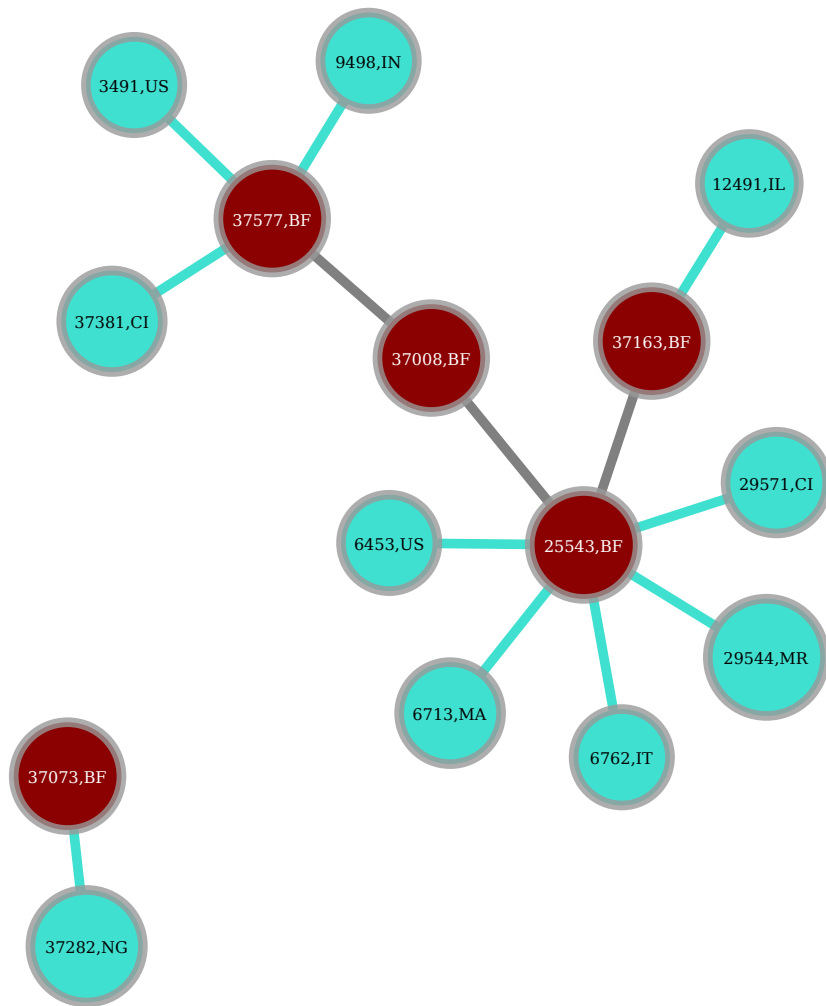 9498,IN
3491,US
12491,IL
37577,BF
37381,CI
37163,BF
37008,BF
29571,CI
6453,US
25543,BF
29544,MR
6713,MA
6762,IT
37073,BF
37282,NG